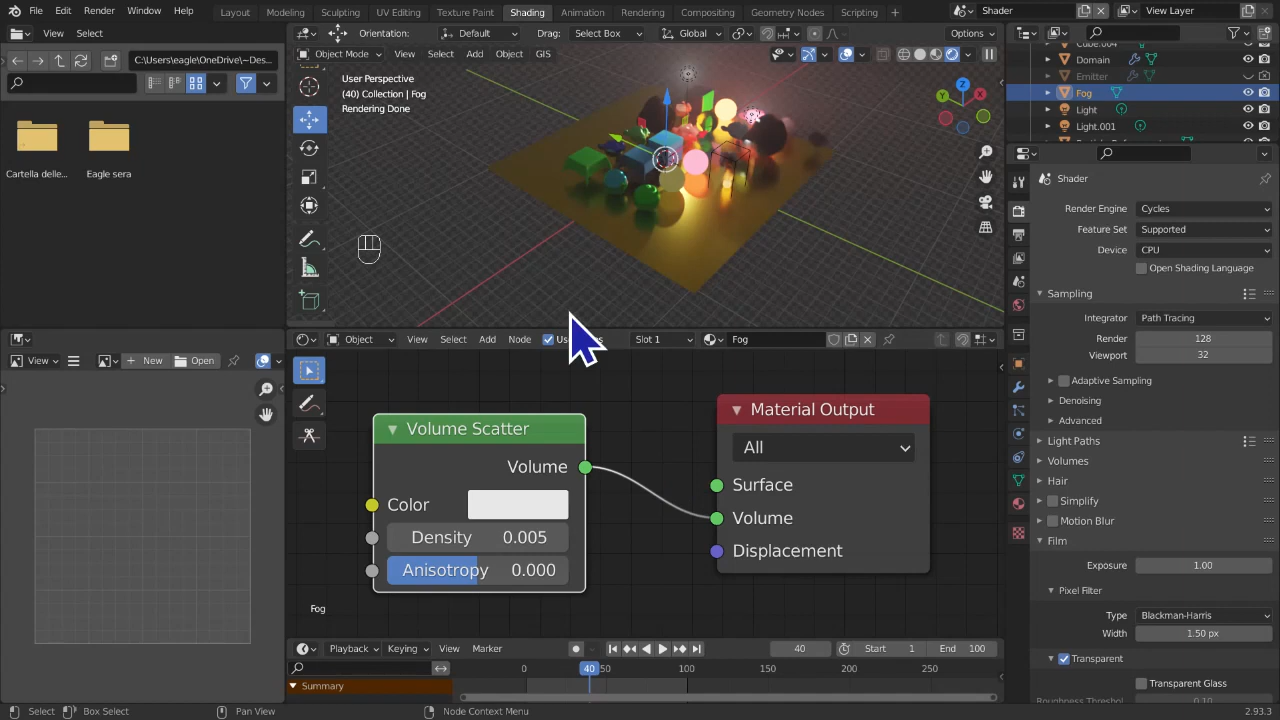 File Edit Render Window Help Layout Modeling Sculpting UV Editing Texture Paint Shading Animation Rendering Compositing Geometry Nodes Scripting + Shader View Layer
View Select Orientation: Default Drag: Select Box Global Options
C:\Users\eagle\OneDrive\~Des...
Object Mode View Select Add Object GIS
User Perspective
(40) Collection | Fog
Rendering Done
Cartella delle...
Eagle sera
Domain
Emitter
Fog
Light
Light.001
Shader
Render Engine Cycles
Feature Set Supported
Device CPU
Open Shading Language
Sampling
Integrator Path Tracing
Render 128
Viewport 32
Adaptive Sampling
Denoising
Advanced
Light Paths
Volumes
Hair
Simplify
Motion Blur
Film
Exposure 1.00
Pixel Filter
Type Blackman-Harris
Width 1.50 px
Transparent
Transparent Glass
Object View Select Add Node Slot 1 Fog
View New Open
Volume Scatter
Volume
Color
Density 0.005
Anisotropy 0.000
Material Output
All
Surface
Volume
Displacement
Fog
Playback Keying View Marker 40 Start 1 End 100
0 40 50 100 150 200 250
Summary
Select Box Select Pan View Node Context Menu 2.93.3